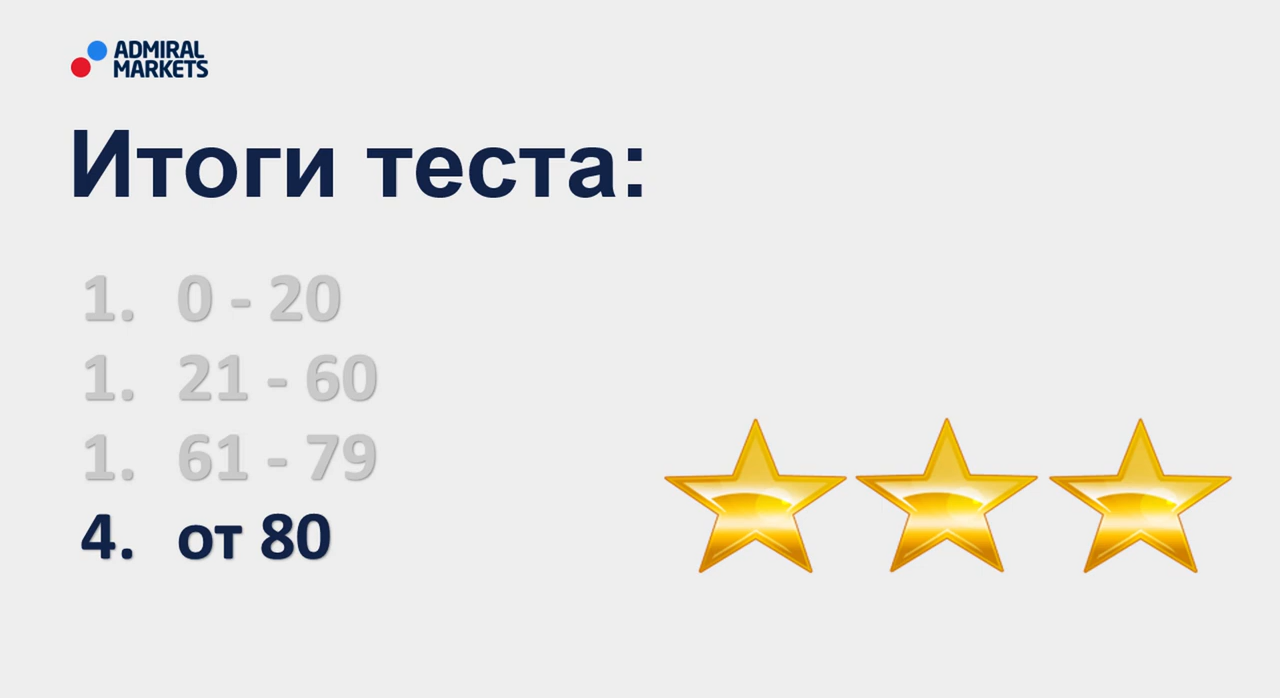 ADMIRAL
MARKETS
Итоги теста:
1. 0 - 20
1. 21 - 60
1. 61 - 79
4. от 80